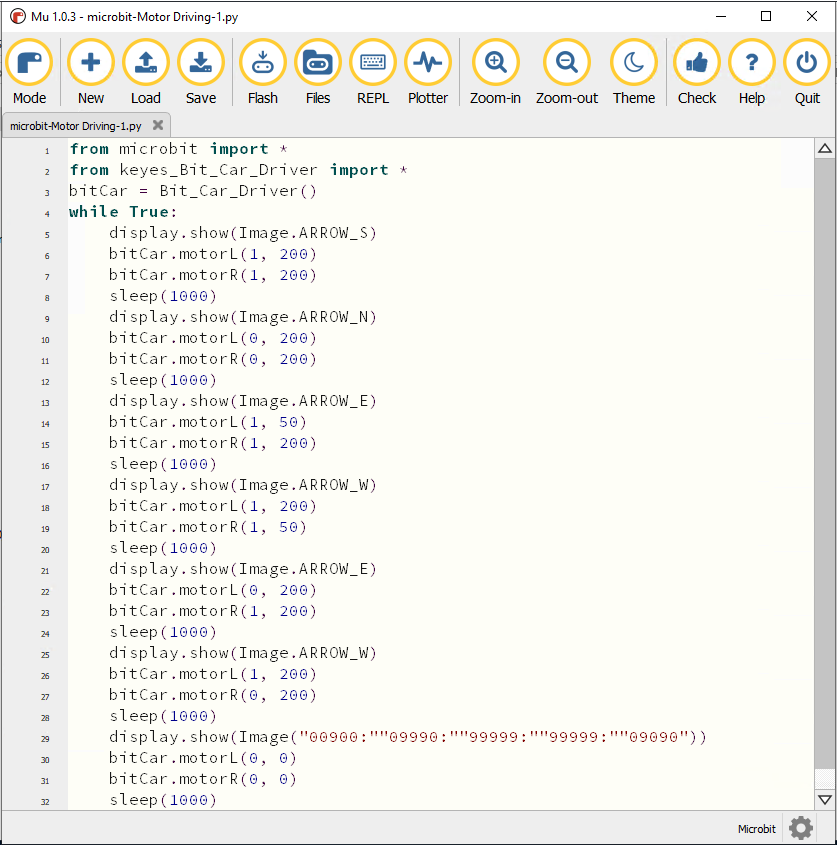 Mu 1.0.3 - microbit-Motor Driving-1.py
Mode New Load Save Flash Files REPL Plotter Zoom-in Zoom-out Theme Check Help Quit
microbit-Motor Driving-1.py
1 from microbit import *
2 from keyes_Bit_Car_Driver import *
3 bitCar = Bit_Car_Driver()
4 while True:
5     display.show(Image.ARROW_S)
6     bitCar.motorL(1, 200)
7     bitCar.motorR(1, 200)
8     sleep(1000)
9     display.show(Image.ARROW_N)
10     bitCar.motorL(0, 200)
11     bitCar.motorR(0, 200)
12     sleep(1000)
13     display.show(Image.ARROW_E)
14     bitCar.motorL(1, 50)
15     bitCar.motorR(1, 200)
16     sleep(1000)
17     display.show(Image.ARROW_W)
18     bitCar.motorL(1, 200)
19     bitCar.motorR(1, 50)
20     sleep(1000)
21     display.show(Image.ARROW_E)
22     bitCar.motorL(0, 200)
23     bitCar.motorR(1, 200)
24     sleep(1000)
25     display.show(Image.ARROW_W)
26     bitCar.motorL(1, 200)
27     bitCar.motorR(0, 200)
28     sleep(1000)
29     display.show(Image("00900:""09990:""99999:""99999:""09090"))
30     bitCar.motorL(0, 0)
31     bitCar.motorR(0, 0)
32     sleep(1000)
Microbit